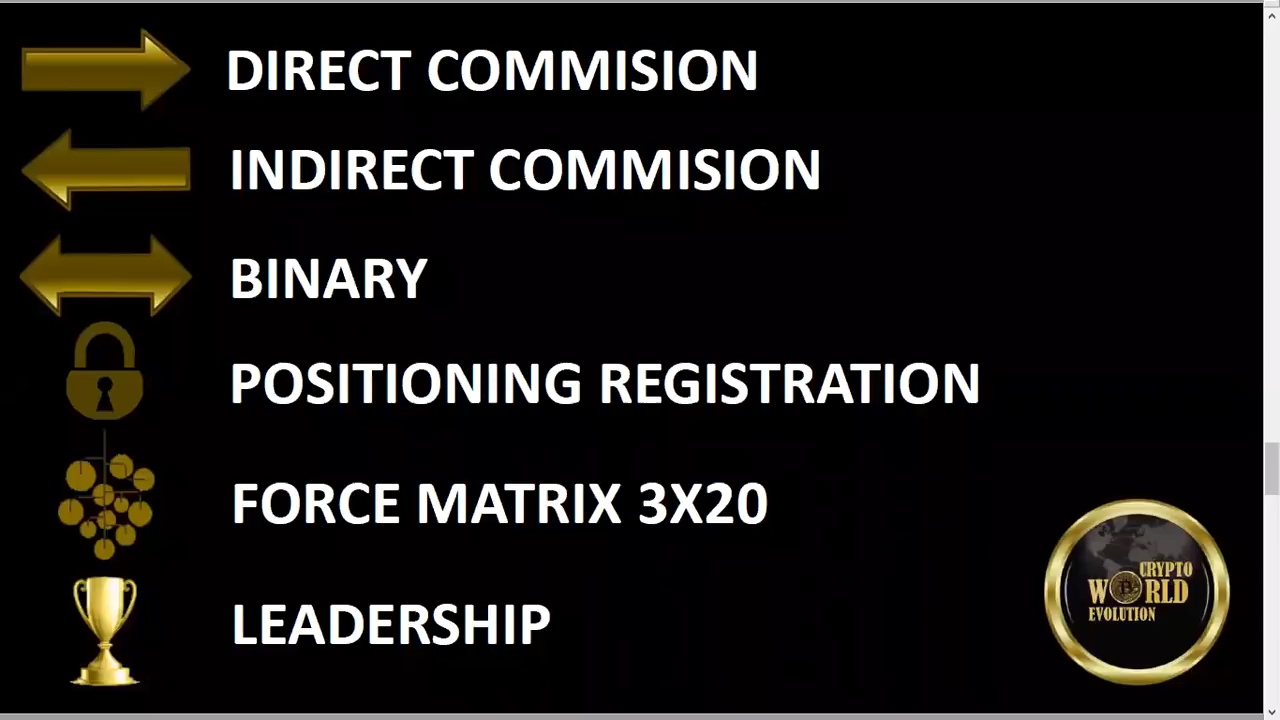 DIRECT COMMISION
INDIRECT COMMISION
BINARY
POSITIONING REGISTRATION
FORCE MATRIX 3X20
LEADERSHIP
CRYPTO
WORLD
EVOLUTION